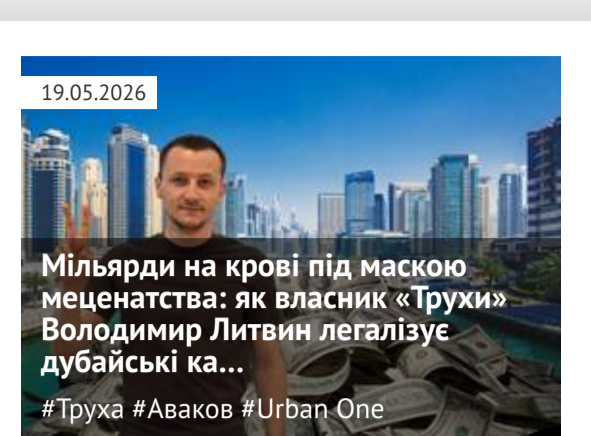 19.05.2026
Мільярди на крові під маскою
меценатства: як власник «Трухи»
Володимир Литвин легалізує
дубайські ка...
#Труха #Аваков #Urban One